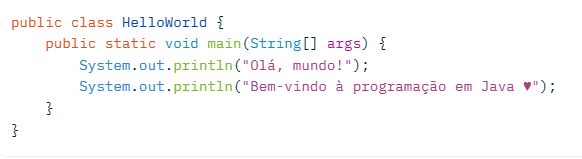 public class HelloWorld {
    public static void main(String[] args) {
        System.out.println("Olá, mundo!");
        System.out.println("Bem-vindo à programação em Java ♥");
    }
}